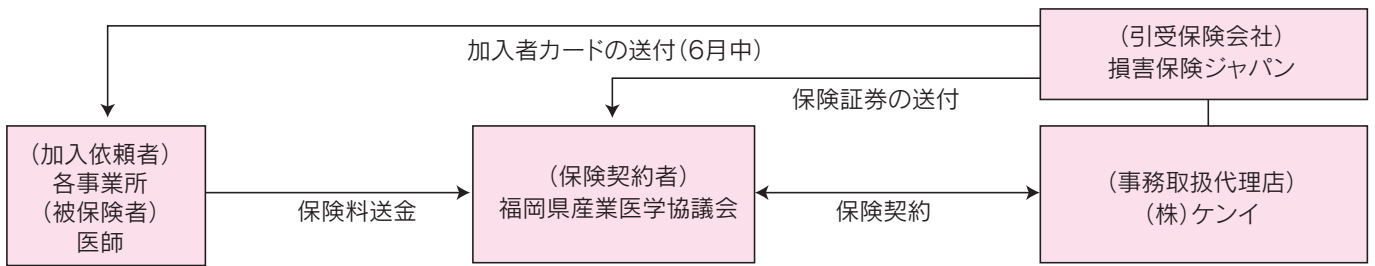 加入者カードの送付(6月中)
(引受保険会社)
損害保険ジャパン
保険証券の送付
(加入依頼者)
各事業所
(被保険者)
医師
保険料送金
(保険契約者)
福岡県産業医学協議会
保険契約
(事務取扱代理店)
(株)ケンイ